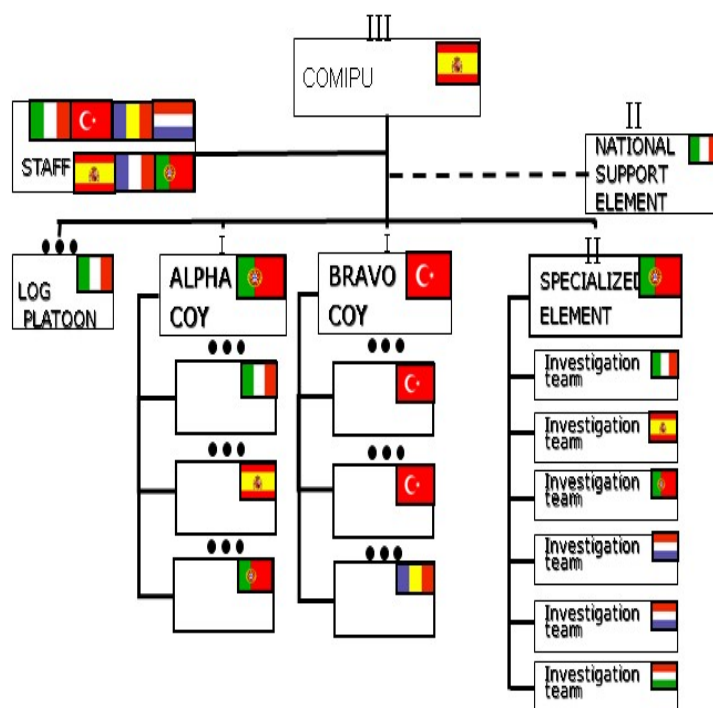 III
COMIPU
STAFF
II
NATIONAL
SUPPORT
ELEMENT
LOG
PLATOON
I
ALPHA
COY
I
BRAVO
COY
II
SPECIALIZED
ELEMENT
Investigation
team
Investigation
team
Investigation
team
Investigation
team
Investigation
team
Investigation
team